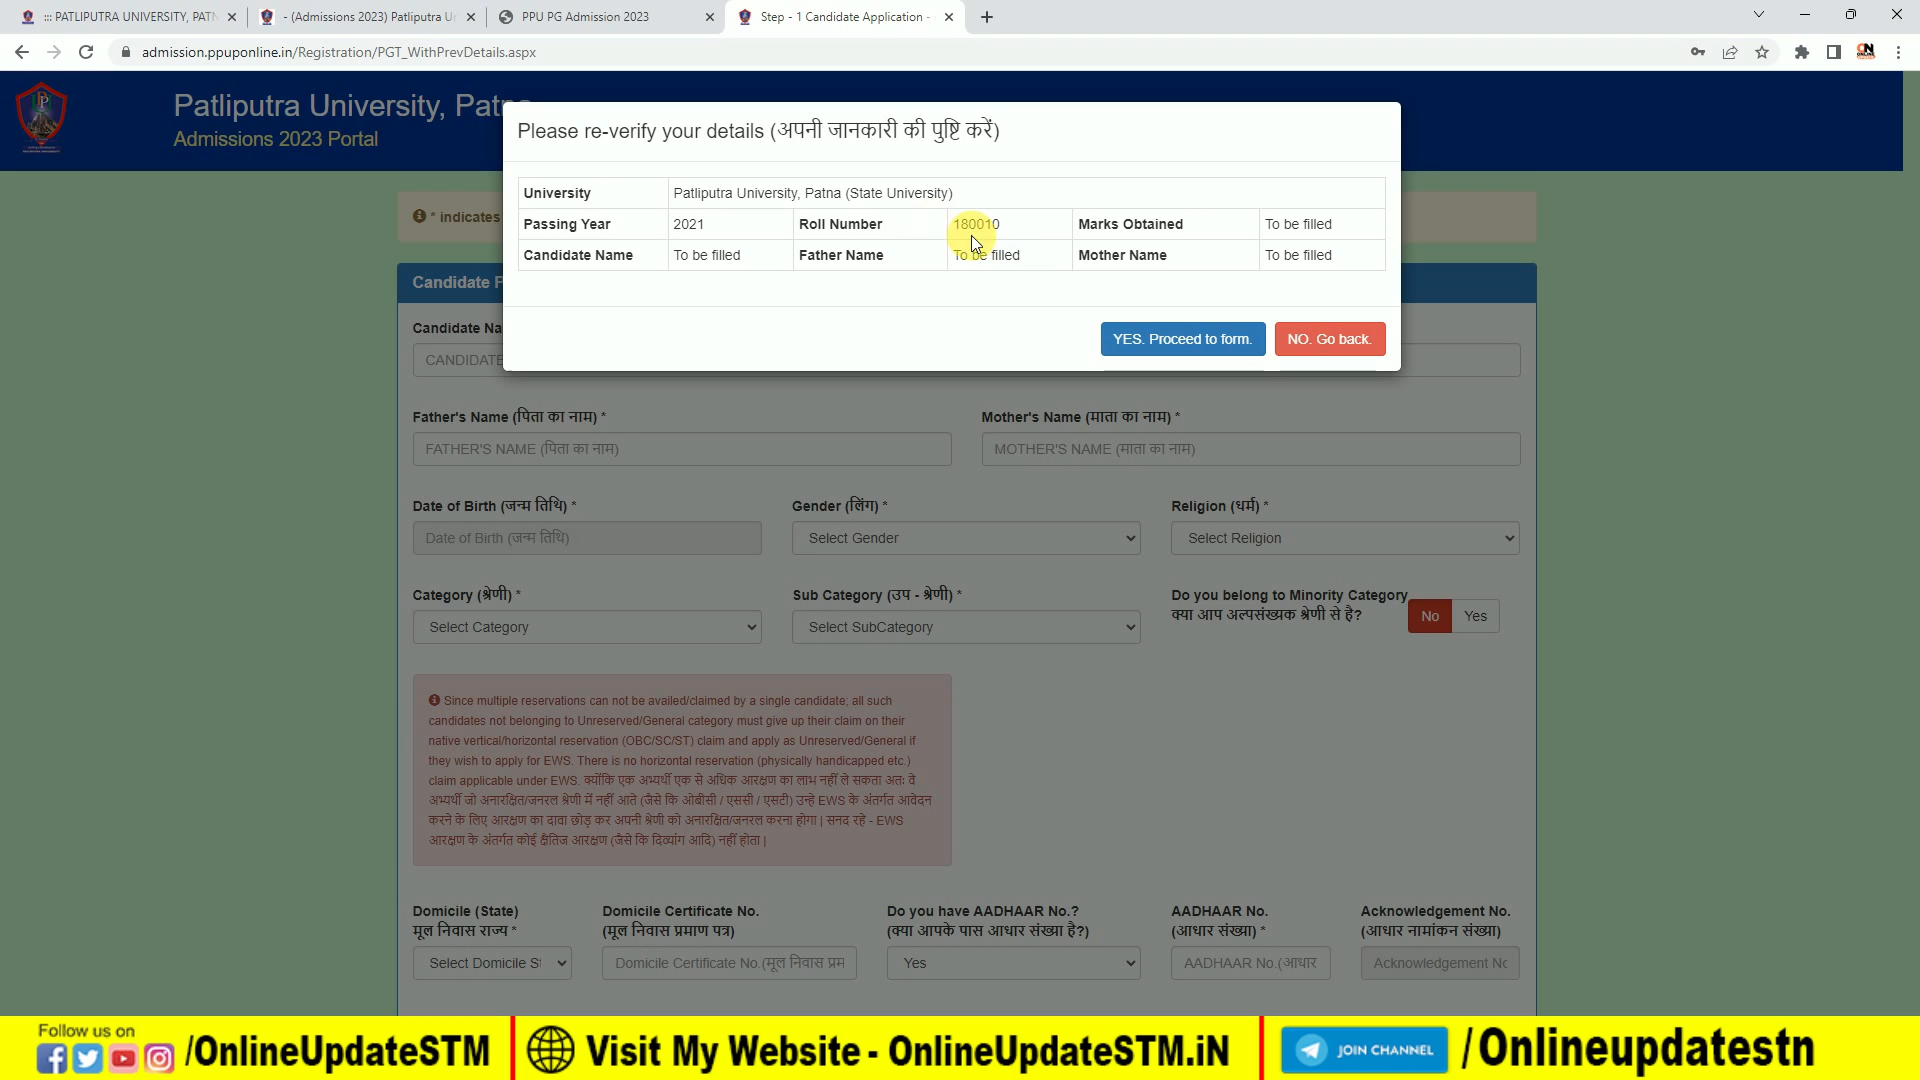 ::: PATLIPUTRA UNIVERSITY, PATN
- (Admissions 2023) Patliputra Un
PPU PG Admission 2023
Step - 1 Candidate Application -
admission.ppuponline.in/Registration/PGT_WithPrevDetails.aspx
Patliputra University, Patna
Admissions 2023 Portal
* indicates
Please re-verify your details (अपनी जानकारी की पुष्टि करें)
University Patliputra University, Patna (State University)
Passing Year 2021 Roll Number 180010 Marks Obtained To be filled
Candidate Name To be filled Father Name To be filled Mother Name To be filled
YES. Proceed to form. NO. Go back.
Candidate P
Candidate Na
CANDIDATE
Father's Name (पिता का नाम) * Mother's Name (माता का नाम) *
FATHER'S NAME (पिता का नाम) MOTHER'S NAME (माता का नाम)
Date of Birth (जन्म तिथि) * Gender (लिंग) * Religion (धर्म) *
Date of Birth (जन्म तिथि) Select Gender Select Religion
Category (श्रेणी) * Sub Category (उप - श्रेणी) * Do you belong to Minority Category
क्या आप अल्पसंख्यक श्रेणी से है? No Yes
Select Category Select SubCategory
Since multiple reservations can not be availed/claimed by a single candidate; all such
candidates not belonging to Unreserved/General category must give up their claim on their
native vertical/horizontal reservation (OBC/SC/ST) claim and apply as Unreserved/General if
they wish to apply for EWS. There is no horizontal reservation (physically handicapped etc.)
claim applicable under EWS. क्योंकि एक अभ्यर्थी एक से अधिक आरक्षण का लाभ नहीं ले सकता अतः वे
अभ्यर्थी जो अनारक्षित/जनरल श्रेणी में नहीं आते (जैसे कि ओबीसी / एससी / एसटी) उन्हे EWS के अंतर्गत आवेदन
करने के लिए आरक्षण का दावा छोड़ कर अपनी श्रेणी को अनारक्षित/जनरल करना होगा | सनद रहे - EWS
आरक्षण के अंतर्गत कोई क्षैतिज आरक्षण (जैसे कि दिव्यांग आदि) नहीं होता |
Domicile (State) Domicile Certificate No. Do you have AADHAAR No.? AADHAAR No. Acknowledgement No.
मूल निवास राज्य * (मूल निवास प्रमाण पत्र) (क्या आपके पास आधार संख्या है?) (आधार संख्या) * (आधार नामांकन संख्या)
Select Domicile St Domicile Certificate No.(मूल निवास प्रम Yes AADHAAR No.(आधार Acknowledgement No
Follow us on
/OnlineUpdateSTM Visit My Website - OnlineUpdateSTM.iN JOIN CHANNEL /Onlineupdatestn